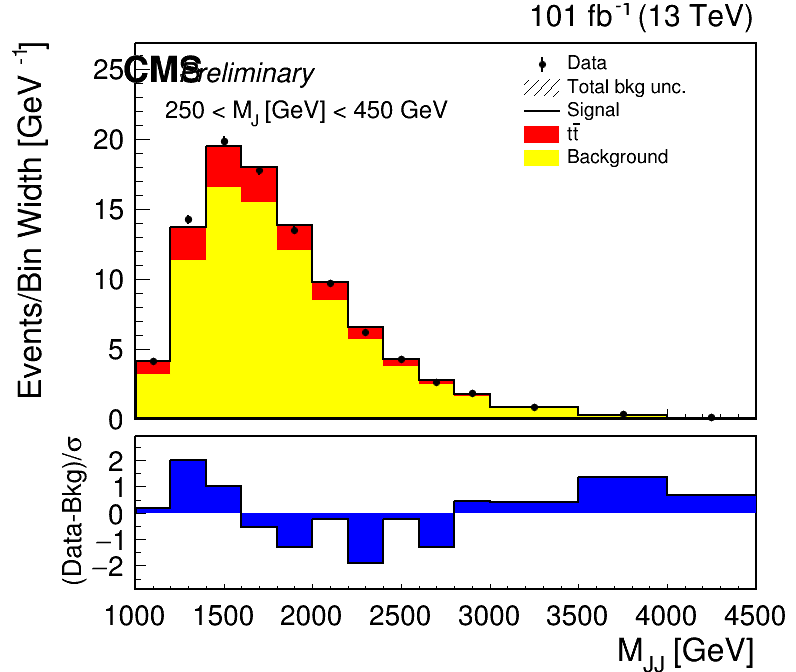 101 fb⁻¹ (13 TeV)
CMS Preliminary
250 < M_J [GeV] < 450 GeV
Data
Total bkg unc.
Signal
tt̄
Background
Events/Bin Width [GeV⁻¹]
25
20
15
10
5
0
(Data-Bkg)/σ
2
1
0
−1
−2
1000 1500 2000 2500 3000 3500 4000 4500
M_JJ [GeV]